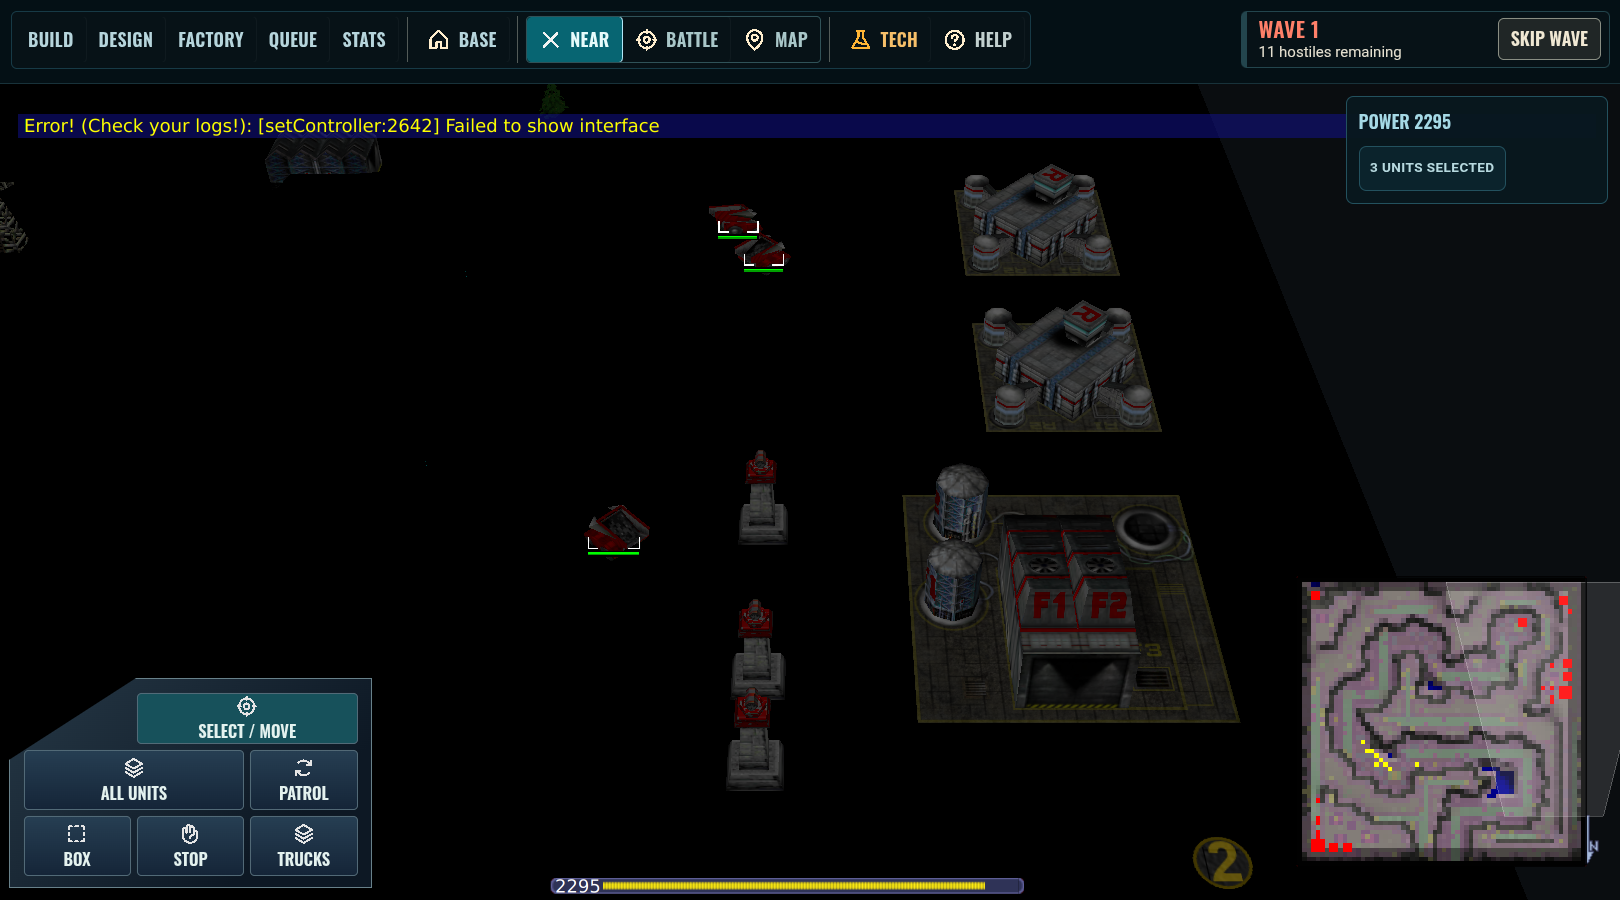 BUILD DESIGN FACTORY QUEUE STATS BASE NEAR BATTLE MAP TECH HELP
WAVE 1
11 hostiles remaining
SKIP WAVE
Error! (Check your logs!): [setController:2642] Failed to show interface
POWER 2295
3 UNITS SELECTED
R
R
F1 F2
3
SELECT / MOVE
ALL UNITS PATROL
BOX STOP TRUCKS
2295
2
N